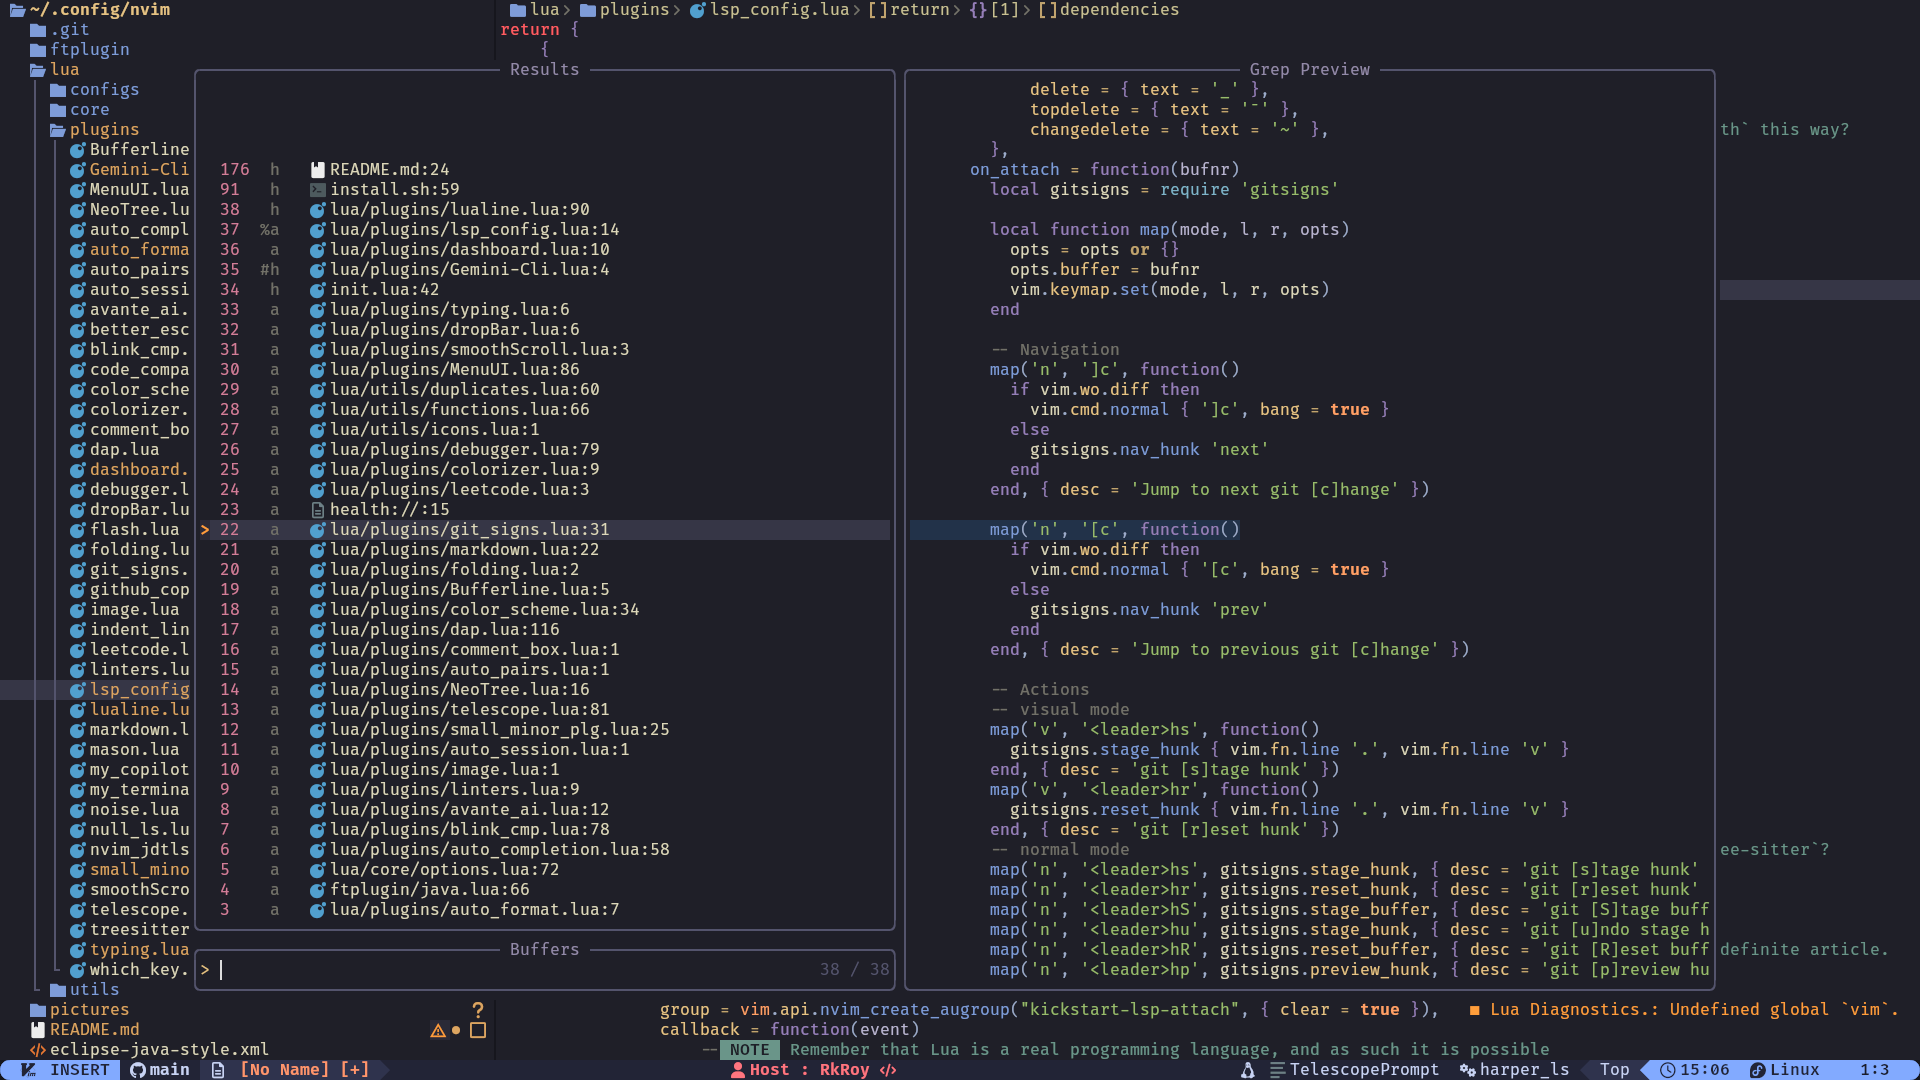 ~/.config/nvim
.git
ftplugin
lua
configs
core
plugins
Bufferline
Gemini-Cli
MenuUI.lua
NeoTree.lu
auto_compl
auto_forma
auto_pairs
auto_sessi
avante_ai.
better_esc
blink_cmp.
code_compa
color_sche
colorizer.
comment_bo
dap.lua
dashboard.
debugger.l
dropBar.lu
flash.lua
folding.lu
git_signs.
github_cop
image.lua
indent_lin
leetcode.l
linters.lu
lsp_config
lualine.lu
markdown.l
mason.lua
my_copilot
my_termina
noise.lua
null_ls.lu
nvim_jdtls
small_mino
smoothScro
telescope.
treesitter
typing.lua
which_key.
utils
pictures
README.md
eclipse-java-style.xml
lua> plugins> lsp_config.lua> []return> {}[1]> []dependencies
return {
{
Results
176 h README.md:24
91 h install.sh:59
38 h lua/plugins/lualine.lua:90
37 %a lua/plugins/lsp_config.lua:14
36 a lua/plugins/dashboard.lua:10
35 #h lua/plugins/Gemini-Cli.lua:4
34 h init.lua:42
33 a lua/plugins/typing.lua:6
32 a lua/plugins/dropBar.lua:6
31 a lua/plugins/smoothScroll.lua:3
30 a lua/plugins/MenuUI.lua:86
29 a lua/utils/duplicates.lua:60
28 a lua/utils/functions.lua:66
27 a lua/utils/icons.lua:1
26 a lua/plugins/debugger.lua:79
25 a lua/plugins/colorizer.lua:9
24 a lua/plugins/leetcode.lua:3
23 a health://:15
> 22 a lua/plugins/git_signs.lua:31
21 a lua/plugins/markdown.lua:22
20 a lua/plugins/folding.lua:2
19 a lua/plugins/Bufferline.lua:5
18 a lua/plugins/color_scheme.lua:34
17 a lua/plugins/dap.lua:116
16 a lua/plugins/comment_box.lua:1
15 a lua/plugins/auto_pairs.lua:1
14 a lua/plugins/NeoTree.lua:16
13 a lua/plugins/telescope.lua:81
12 a lua/plugins/small_minor_plg.lua:25
11 a lua/plugins/auto_session.lua:1
10 a lua/plugins/image.lua:1
9 a lua/plugins/linters.lua:9
8 a lua/plugins/avante_ai.lua:12
7 a lua/plugins/blink_cmp.lua:78
6 a lua/plugins/auto_completion.lua:58
5 a lua/core/options.lua:72
4 a ftplugin/java.lua:66
3 a lua/plugins/auto_format.lua:7
Buffers
> 38 / 38
Grep Preview
delete = { text = '_' },
topdelete = { text = '‾' },
changedelete = { text = '~' },
},
on_attach = function(bufnr)
local gitsigns = require 'gitsigns'
local function map(mode, l, r, opts)
opts = opts or {}
opts.buffer = bufnr
vim.keymap.set(mode, l, r, opts)
end
-- Navigation
map('n', ']c', function()
if vim.wo.diff then
vim.cmd.normal { ']c', bang = true }
else
gitsigns.nav_hunk 'next'
end
end, { desc = 'Jump to next git [c]hange' })
map('n', '[c', function()
if vim.wo.diff then
vim.cmd.normal { '[c', bang = true }
else
gitsigns.nav_hunk 'prev'
end
end, { desc = 'Jump to previous git [c]hange' })
-- Actions
-- visual mode
map('v', '<leader>hs', function()
gitsigns.stage_hunk { vim.fn.line '.', vim.fn.line 'v' }
end, { desc = 'git [s]tage hunk' })
map('v', '<leader>hr', function()
gitsigns.reset_hunk { vim.fn.line '.', vim.fn.line 'v' }
end, { desc = 'git [r]eset hunk' })
-- normal mode
map('n', '<leader>hs', gitsigns.stage_hunk, { desc = 'git [s]tage hunk'
map('n', '<leader>hr', gitsigns.reset_hunk, { desc = 'git [r]eset hunk'
map('n', '<leader>hS', gitsigns.stage_buffer, { desc = 'git [S]tage buff
map('n', '<leader>hu', gitsigns.stage_hunk, { desc = 'git [u]ndo stage h
map('n', '<leader>hR', gitsigns.reset_buffer, { desc = 'git [R]eset buff
map('n', '<leader>hp', gitsigns.preview_hunk, { desc = 'git [p]review hu
th` this way?
ee-sitter`?
definite article.
group = vim.api.nvim_create_augroup("kickstart-lsp-attach", { clear = true }), ■ Lua Diagnostics.: Undefined global `vim`.
callback = function(event)
-- NOTE Remember that Lua is a real programming language, and as such it is possible
INSERT main [No Name] [+] Host : RkRoy </> TelescopePrompt harper_ls Top 15:06 Linux 1:3